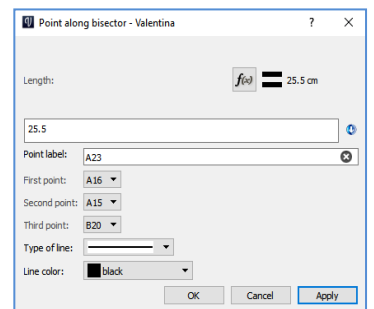 Point along bisector - Valentina ? ×
Length: f(x) 25.5 cm
25.5
Point label: A23
First point: A16
Second point: A15
Third point: B20
Type of line:
Line color: black
OK Cancel Apply